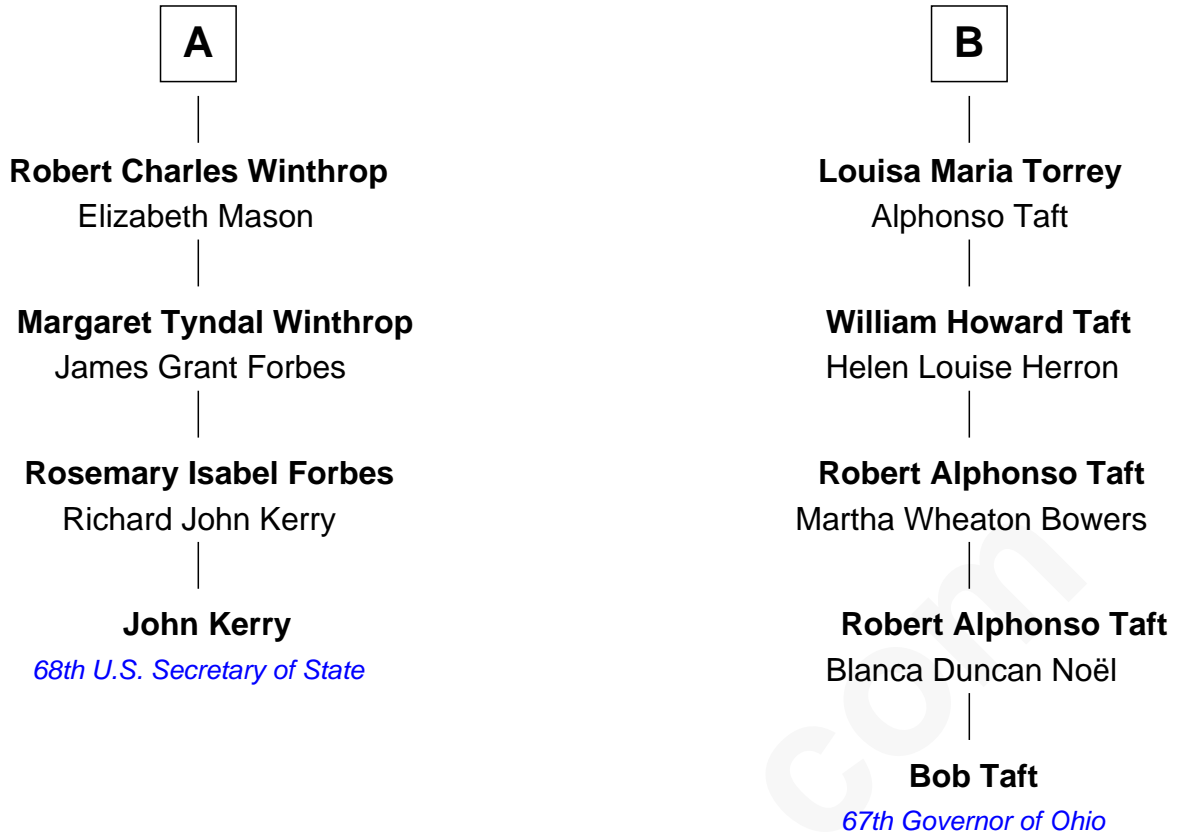 A
Robert Charles Winthrop
Elizabeth Mason
Margaret Tyndal Winthrop
James Grant Forbes
Rosemary Isabel Forbes
Richard John Kerry
John Kerry
68th U.S. Secretary of State
B
Louisa Maria Torrey
Alphonso Taft
William Howard Taft
Helen Louise Herron
Robert Alphonso Taft
Martha Wheaton Bowers
Robert Alphonso Taft
Blanca Duncan Noël
Bob Taft
67th Governor of Ohio
com